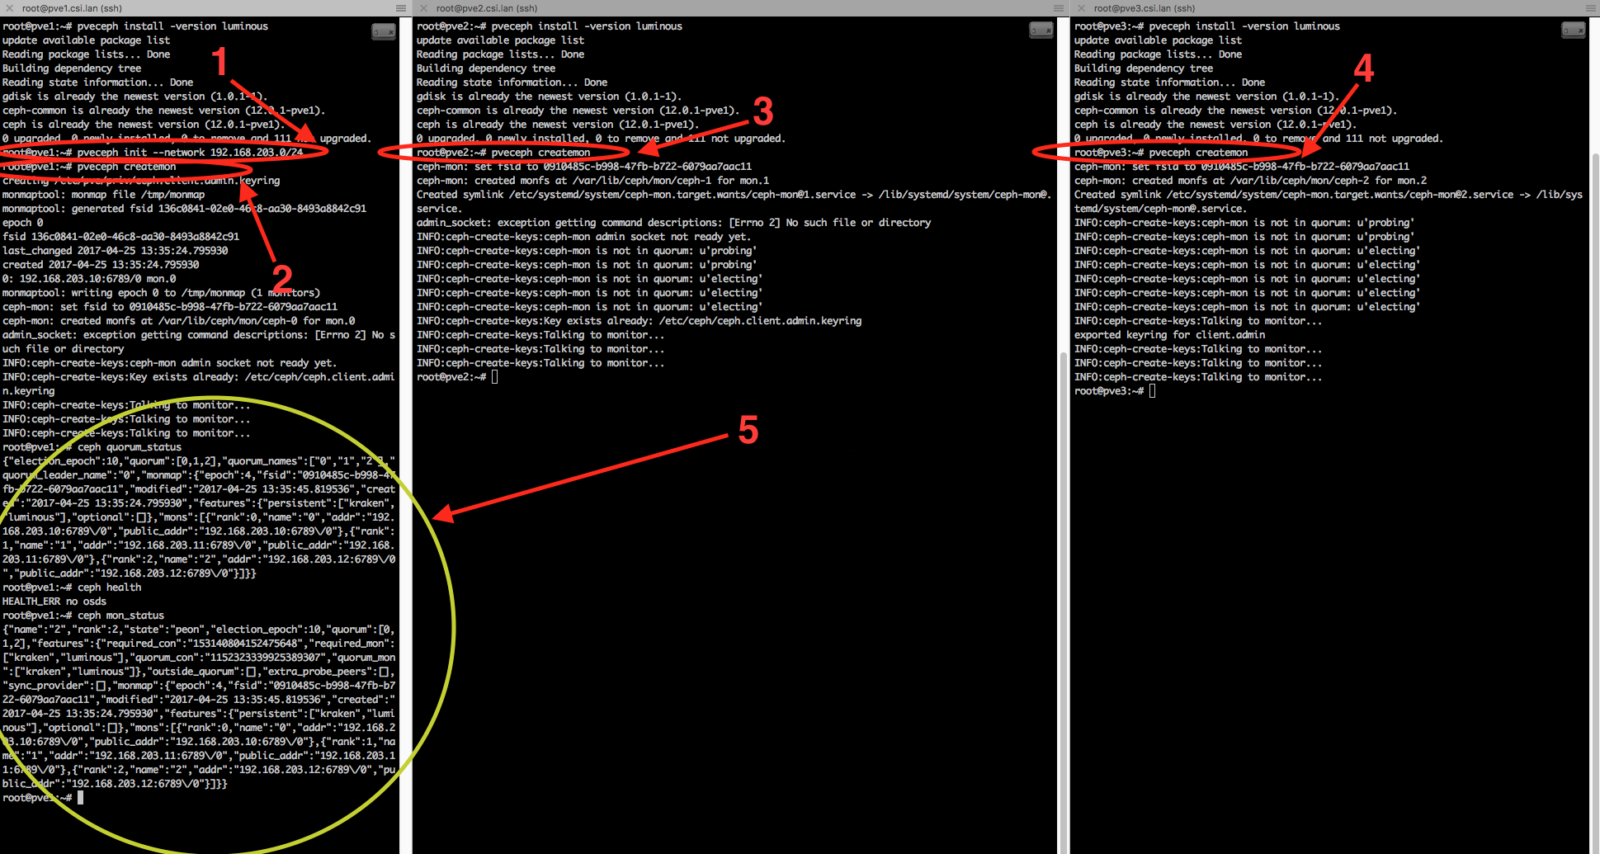 root@pve1.csi.lan (ssh)
root@pve1:~# pveceph install -version luminous
update available package list
Reading package lists... Done
Building dependency tree
Reading state information... Done
gdisk is already the newest version (1.0.1-1).
ceph-common is already the newest version (12.0.1-pve1).
ceph is already the newest version (12.0.1-pve1).
0 upgraded, 0 newly installed, 0 to remove and 111 upgraded.
root@pve1:~# pveceph init --network 192.168.203.0/24
root@pve1:~# pveceph createmon
creating /etc/pve/priv/ceph.client.admin.keyring
monmaptool: monmap file /tmp/monmap
monmaptool: generated fsid 136c0841-02e0-46c8-aa30-8493a8842c91
epoch 0
fsid 136c0841-02e0-46c8-aa30-8493a8842c91
last_changed 2017-04-25 13:35:24.795930
created 2017-04-25 13:35:24.795930
0: 192.168.203.10:6789/0 mon.0
monmaptool: writing epoch 0 to /tmp/monmap (1 monitors)
ceph-mon: set fsid to 0910485c-b998-47fb-b722-6079aa7aac11
ceph-mon: created monfs at /var/lib/ceph/mon/ceph-0 for mon.0
admin_socket: exception getting command descriptions: [Errno 2] No s
uch file or directory
INFO:ceph-create-keys:ceph-mon admin socket not ready yet.
INFO:ceph-create-keys:Key exists already: /etc/ceph/ceph.client.admi
n.keyring
INFO:ceph-create-keys:Talking to monitor...
INFO:ceph-create-keys:Talking to monitor...
INFO:ceph-create-keys:Talking to monitor...
root@pve1:~# ceph quorum_status
{"election_epoch":10,"quorum":[0,1,2],"quorum_names":["0","1","2"],"
quorum_leader_name":"0","monmap":{"epoch":4,"fsid":"0910485c-b998-47
fb-b722-6079aa7aac11","modified":"2017-04-25 13:35:45.819536","creat
ed":"2017-04-25 13:35:24.795930","features":{"persistent":["kraken",
"luminous"],"optional":[]},"mons":[{"rank":0,"name":"0","addr":"192.
168.203.10:6789\/0","public_addr":"192.168.203.10:6789\/0"},{"rank":
1,"name":"1","addr":"192.168.203.11:6789\/0","public_addr":"192.168.
203.11:6789\/0"},{"rank":2,"name":"2","addr":"192.168.203.12:6789\/0
","public_addr":"192.168.203.12:6789\/0"}]}}
root@pve1:~# ceph health
HEALTH_ERR no osds
root@pve1:~# ceph mon_status
{"name":"2","rank":2,"state":"peon","election_epoch":10,"quorum":[0,
1,2],"features":{"required_con":"153140804152475648","required_mon":
["kraken","luminous"],"quorum_con":"1152323339925389307","quorum_mon
":["kraken","luminous"]},"outside_quorum":[],"extra_probe_peers":[],
"sync_provider":[],"monmap":{"epoch":4,"fsid":"0910485c-b998-47fb-b7
22-6079aa7aac11","modified":"2017-04-25 13:35:45.819536","created":"
2017-04-25 13:35:24.795930","features":{"persistent":["kraken","lumi
nous"],"optional":[]},"mons":[{"rank":0,"name":"0","addr":"192.168.2
03.10:6789\/0","public_addr":"192.168.203.10:6789\/0"},{"rank":1,"na
me":"1","addr":"192.168.203.11:6789\/0","public_addr":"192.168.203.1
1:6789\/0"},{"rank":2,"name":"2","addr":"192.168.203.12:6789\/0","pu
blic_addr":"192.168.203.12:6789\/0"}]}}
root@pve1:~#
1
2
root@pve2.csi.lan (ssh)
root@pve2:~# pveceph install -version luminous
update available package list
Reading package lists... Done
Building dependency tree
Reading state information... Done
gdisk is already the newest version (1.0.1-1).
ceph-common is already the newest version (12.0.1-pve1).
ceph is already the newest version (12.0.1-pve1).
0 upgraded, 0 newly installed, 0 to remove and 111 not upgraded.
root@pve2:~# pveceph createmon
ceph-mon: set fsid to 0910485c-b998-47fb-b722-6079aa7aac11
ceph-mon: created monfs at /var/lib/ceph/mon/ceph-1 for mon.1
Created symlink /etc/systemd/system/ceph-mon.target.wants/ceph-mon@1.service -> /lib/systemd/system/ceph-mon@.
service.
admin_socket: exception getting command descriptions: [Errno 2] No such file or directory
INFO:ceph-create-keys:ceph-mon admin socket not ready yet.
INFO:ceph-create-keys:ceph-mon is not in quorum: u'probing'
INFO:ceph-create-keys:ceph-mon is not in quorum: u'probing'
INFO:ceph-create-keys:ceph-mon is not in quorum: u'electing'
INFO:ceph-create-keys:ceph-mon is not in quorum: u'electing'
INFO:ceph-create-keys:ceph-mon is not in quorum: u'electing'
INFO:ceph-create-keys:Key exists already: /etc/ceph/ceph.client.admin.keyring
INFO:ceph-create-keys:Talking to monitor...
INFO:ceph-create-keys:Talking to monitor...
INFO:ceph-create-keys:Talking to monitor...
root@pve2:~#
3
5
root@pve3.csi.lan (ssh)
root@pve3:~# pveceph install -version luminous
update available package list
Reading package lists... Done
Building dependency tree
Reading state information... Done
gdisk is already the newest version (1.0.1-1).
ceph-common is already the newest version (12.0.1-pve1).
ceph is already the newest version (12.0.1-pve1).
0 upgraded, 0 newly installed, 0 to remove and 111 not upgraded.
root@pve3:~# pveceph createmon
ceph-mon: set fsid to 0910485c-b998-47fb-b722-6079aa7aac11
ceph-mon: created monfs at /var/lib/ceph/mon/ceph-2 for mon.2
Created symlink /etc/systemd/system/ceph-mon.target.wants/ceph-mon@2.service -> /lib/sys
temd/system/ceph-mon@.service.
INFO:ceph-create-keys:ceph-mon is not in quorum: u'probing'
INFO:ceph-create-keys:ceph-mon is not in quorum: u'probing'
INFO:ceph-create-keys:ceph-mon is not in quorum: u'electing'
INFO:ceph-create-keys:ceph-mon is not in quorum: u'electing'
INFO:ceph-create-keys:ceph-mon is not in quorum: u'electing'
INFO:ceph-create-keys:ceph-mon is not in quorum: u'electing'
INFO:ceph-create-keys:ceph-mon is not in quorum: u'electing'
INFO:ceph-create-keys:Talking to monitor...
exported keyring for client.admin
INFO:ceph-create-keys:Talking to monitor...
INFO:ceph-create-keys:Talking to monitor...
INFO:ceph-create-keys:Talking to monitor...
root@pve3:~#
4